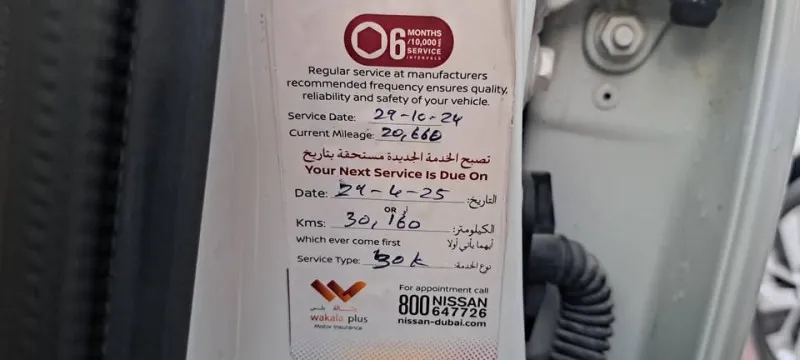 6 MONTHS
/10,000 KMS
SERVICE
INTERVALS
Regular service at manufacturers
recommended frequency ensures quality,
reliability and safety of your vehicle.
Service Date: 29-10-24
Current Mileage: 20,660
تصبح الخدمة الجديدة مستحقة بتاريخ
Your Next Service Is Due On
Date: 29-4-25 التاريخ:
OR
Kms: 30,160 الكيلومتر:
Which ever come first أيهما يأتي أولا
Service Type: 30k نوع الخدمة:
وكالة بلس
wakala plus
Motor Insurance
For appointment call
800 NISSAN
647726
nissan-dubai.com